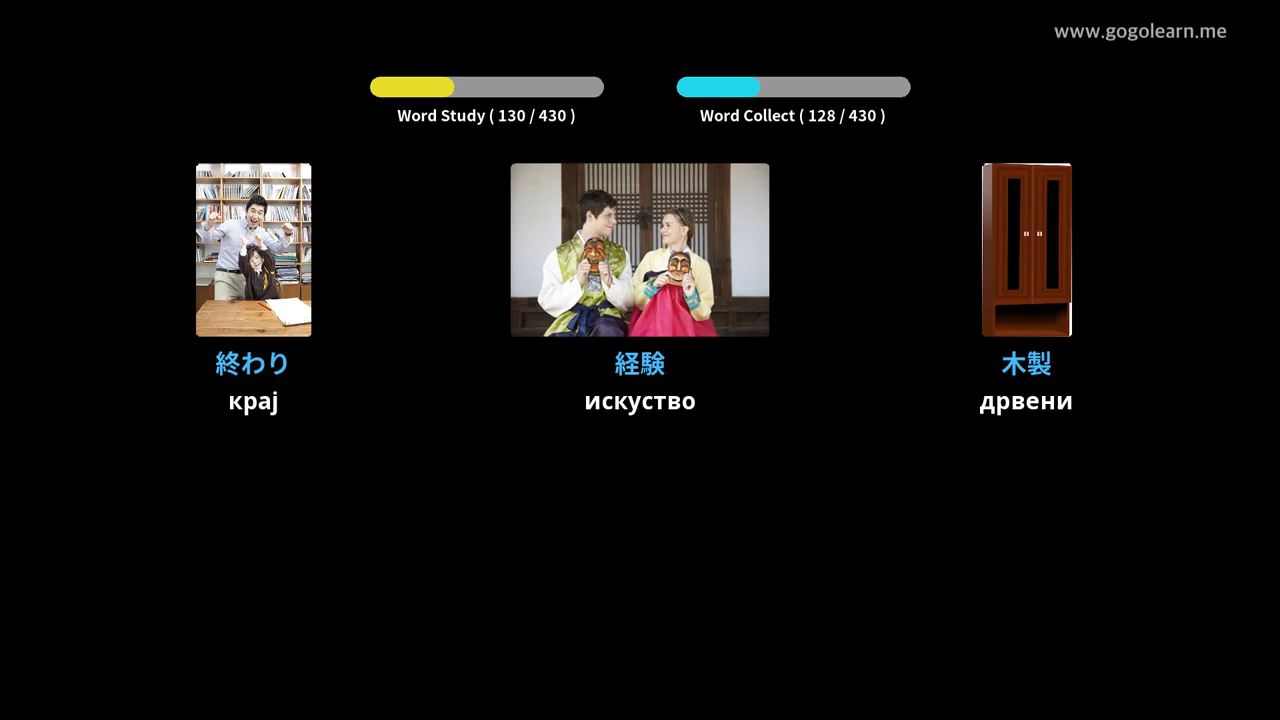 www.gogolearn.me
Word Study ( 130 / 430 )
Word Collect ( 128 / 430 )
終わり
крај
経験
искуство
木製
дрвени